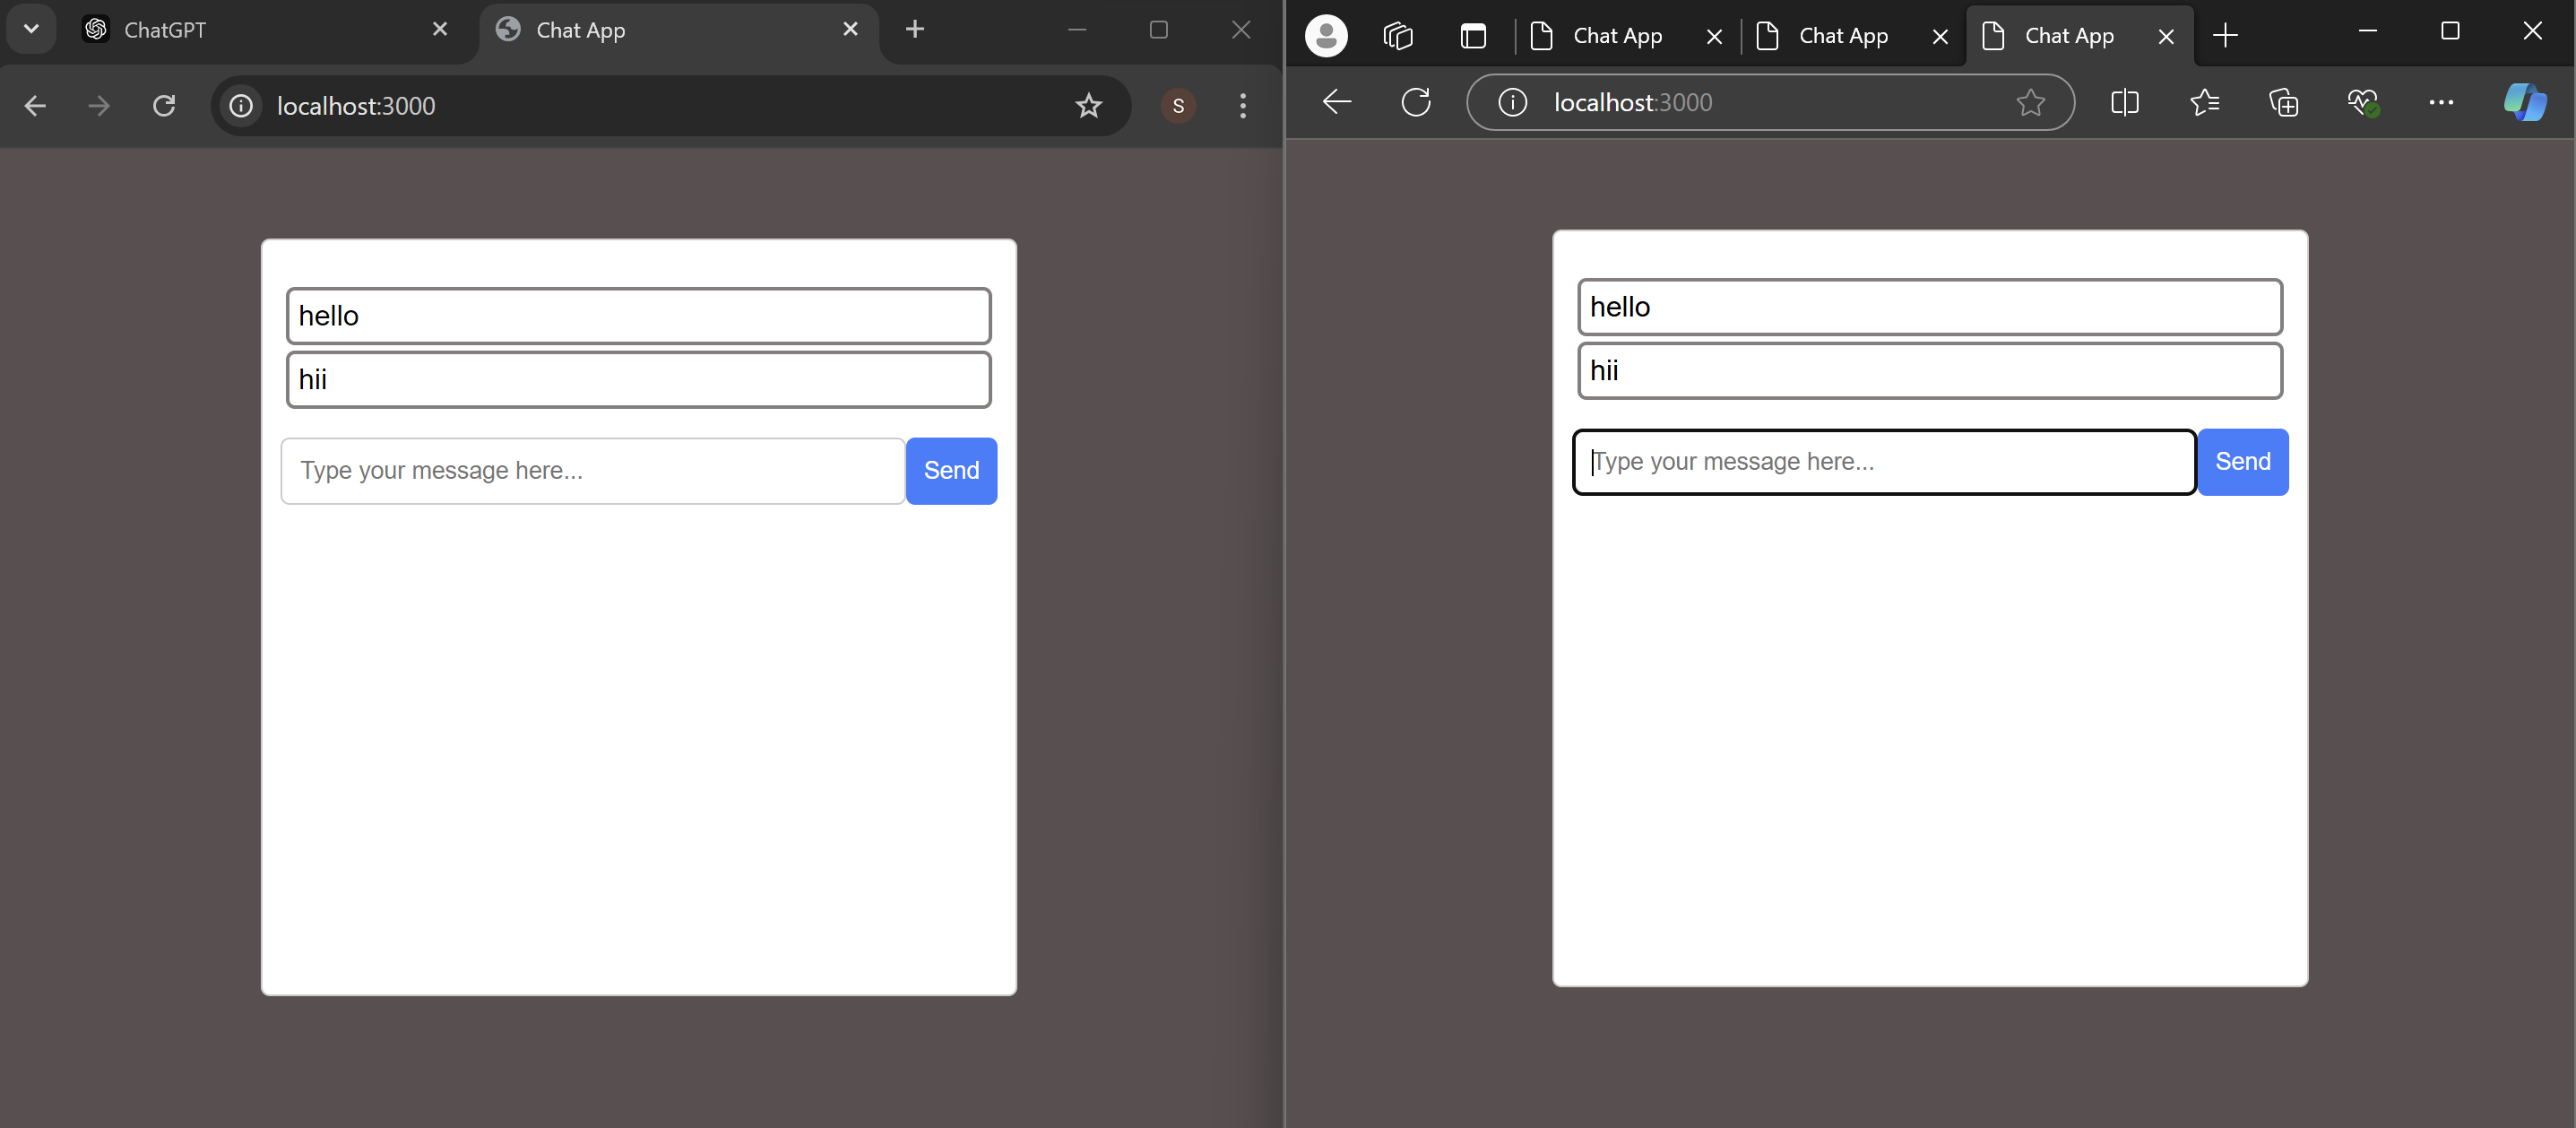 ChatGPT
Chat App
localhost:3000
S
hello
hii
Type your message here...
Send
Chat App
Chat App
Chat App
localhost:3000
hello
hii
Type your message here...
Send